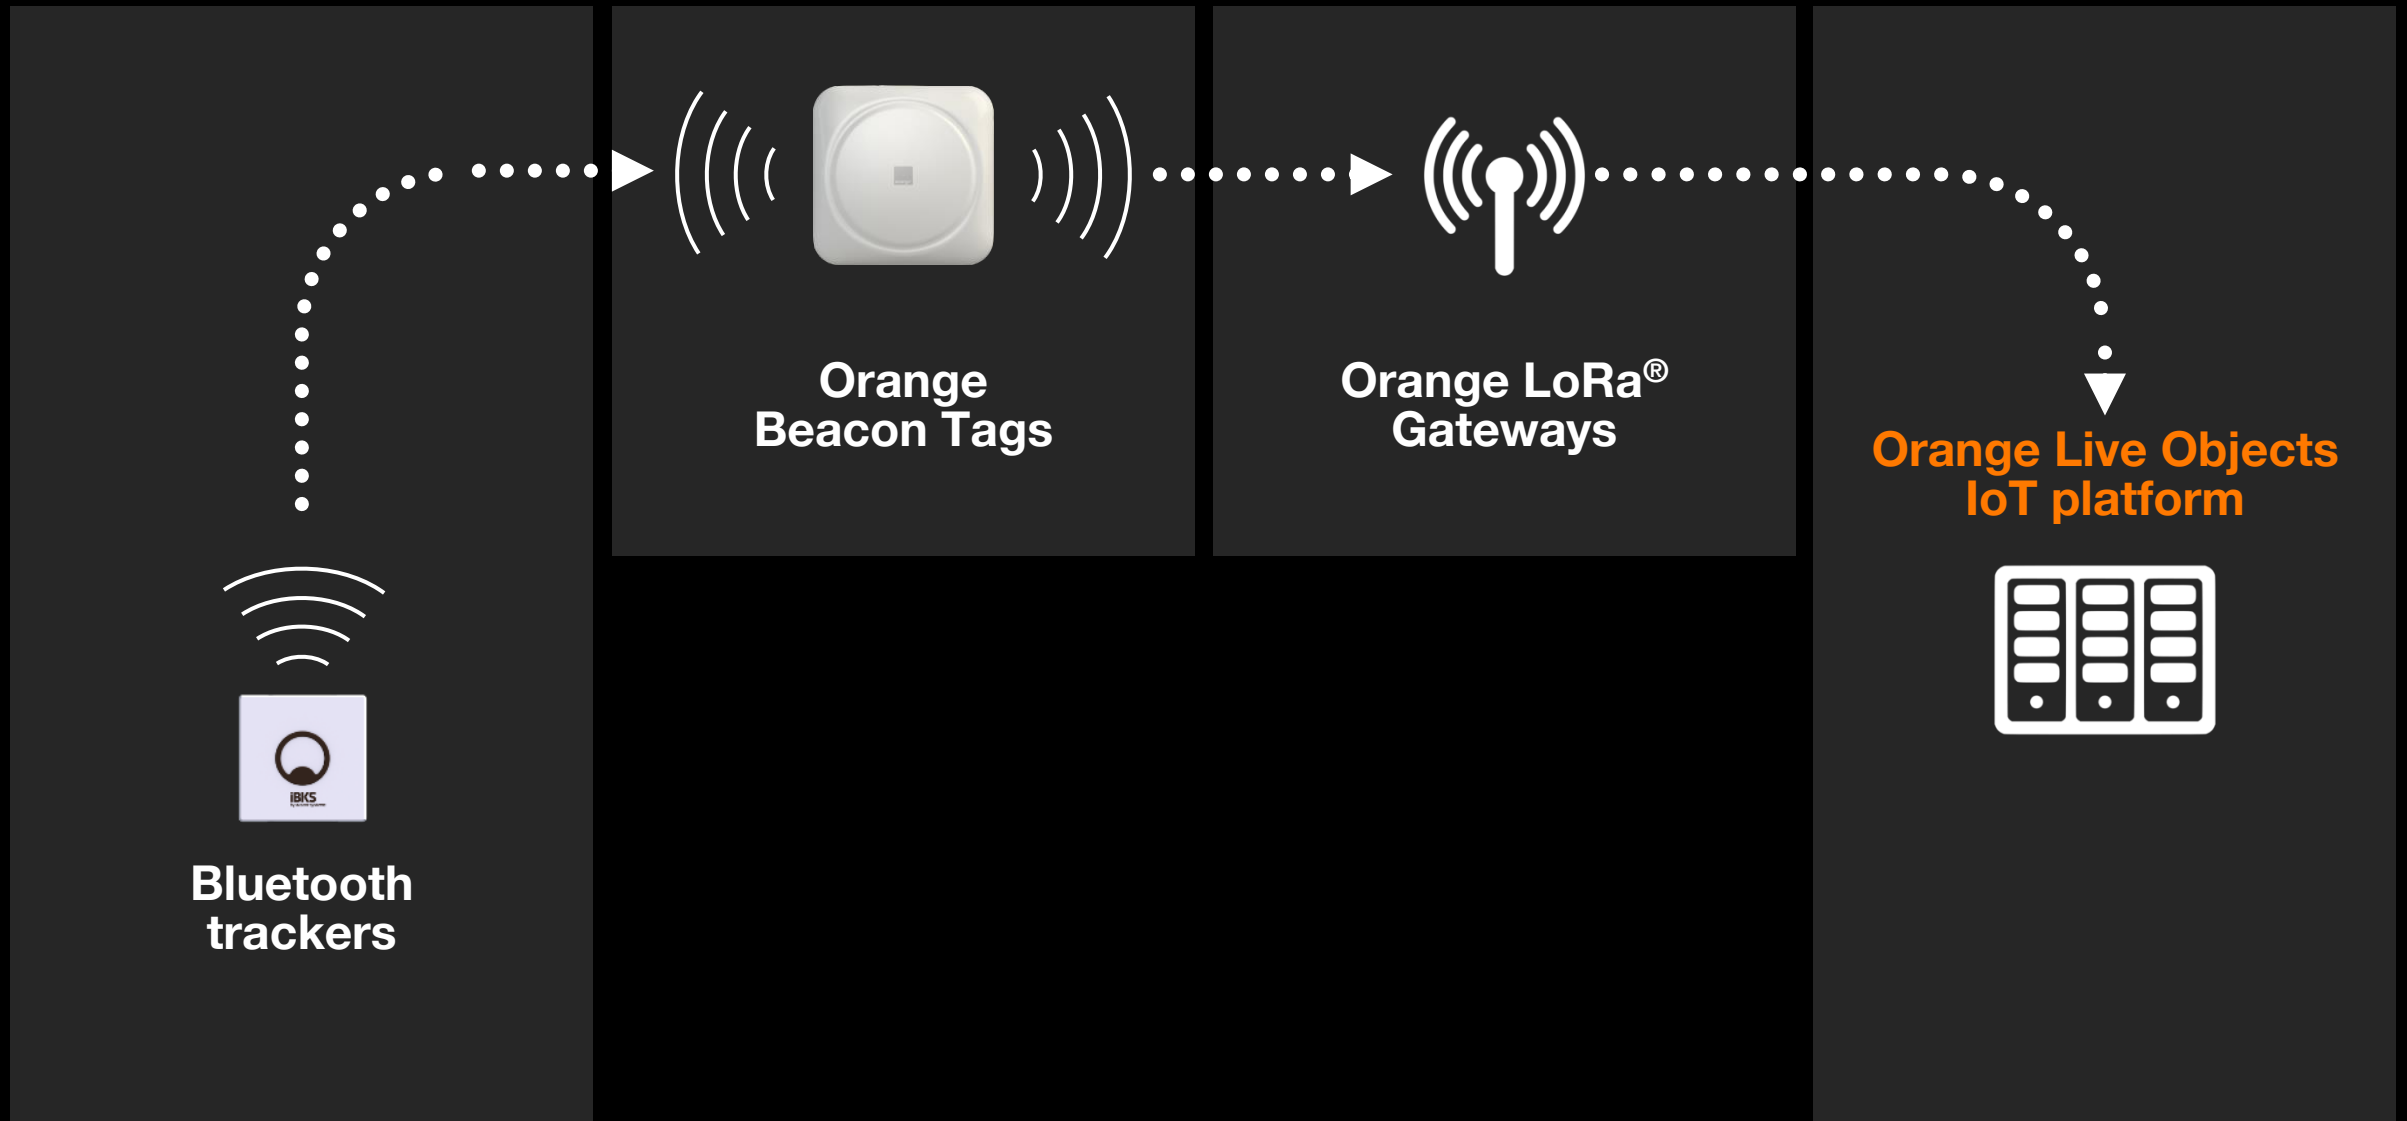 Orange
Beacon Tags
Orange LoRa®
Gateways
Orange Live Objects
IoT platform
iBKS
Bluetooth
trackers